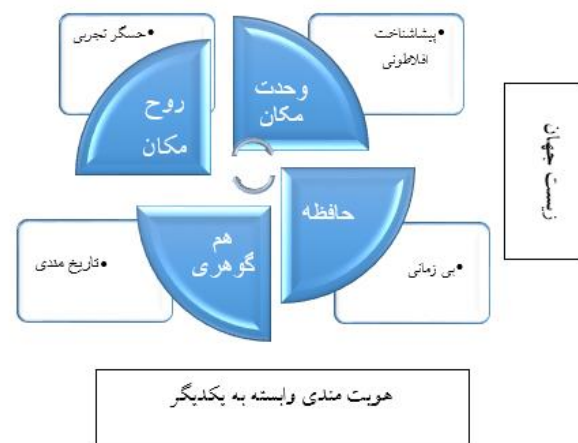 پیشاشناخت
افلاطونی
حسگر تجربی
وحدت
مکان
روح
مکان
زیست جهان
حافظه
هم
گوهری
بی زمانی
تاریخ مندی
هویت مندی وابسته به یکدیگر